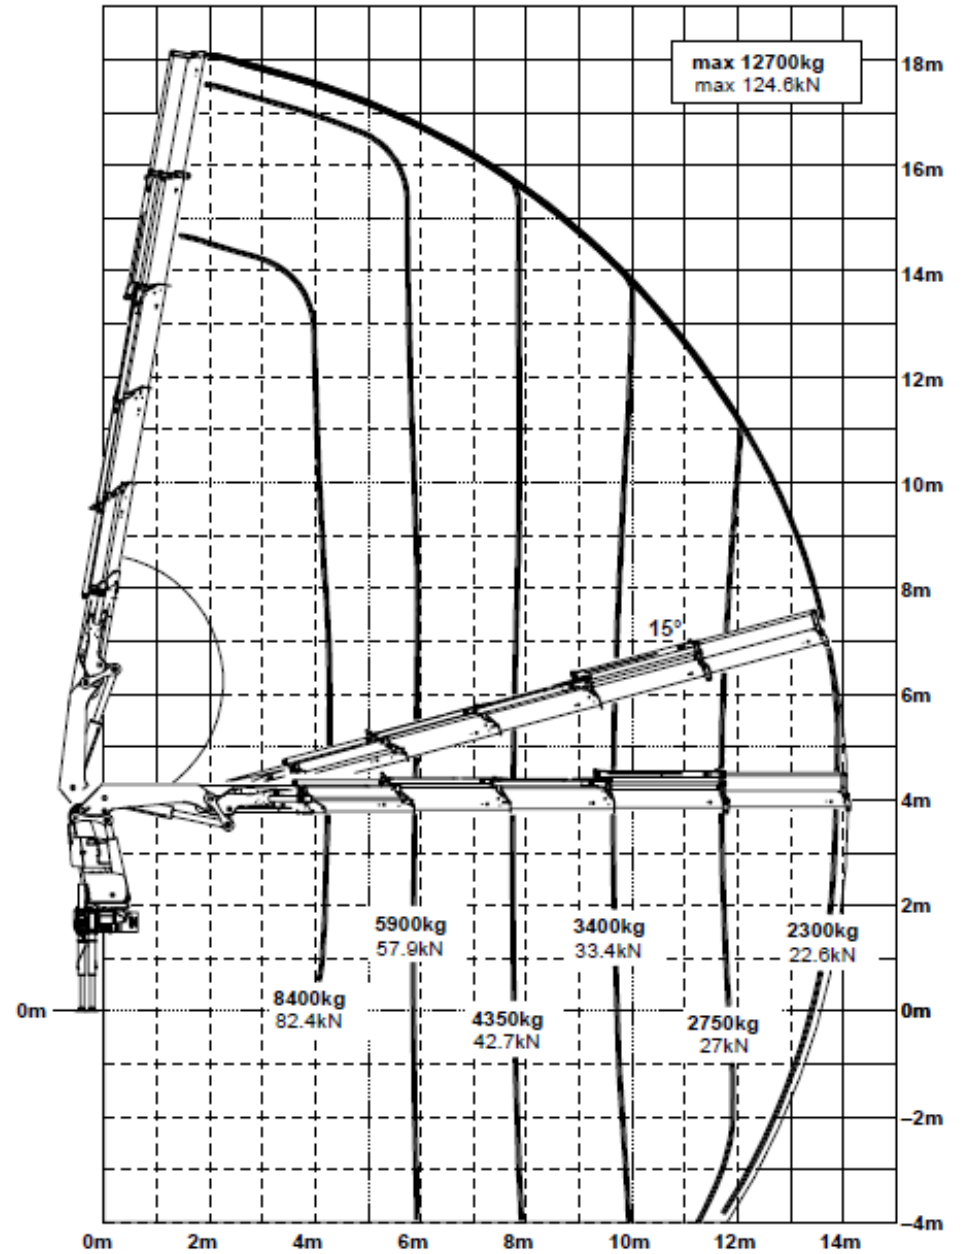 max 12700kg
max 124.6kN
18m
16m
14m
12m
10m
8m
15°
6m
4m
2m
5900kg
57.9kN
3400kg
33.4kN
2300kg
22.6kN
8400kg
82.4kN
4350kg
42.7kN
2750kg
27kN
0m
0m
–2m
–4m
0m
2m
4m
6m
8m
10m
12m
14m